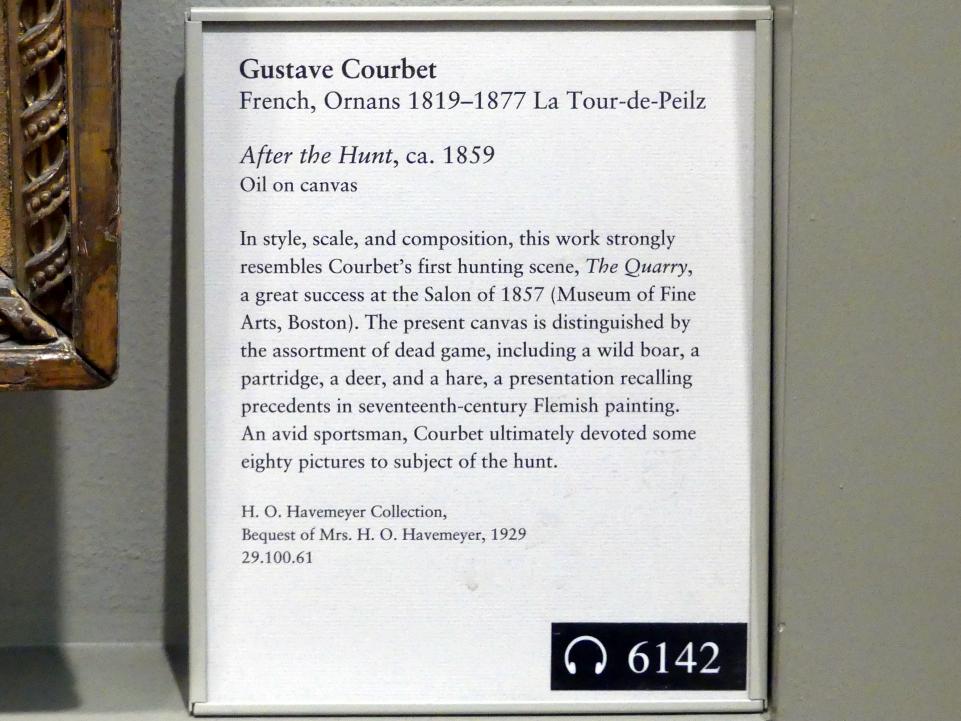 Gustave Courbet
French, Ornans 1819–1877 La Tour-de-Peilz
After the Hunt, ca. 1859
Oil on canvas
In style, scale, and composition, this work strongly
resembles Courbet's first hunting scene, The Quarry,
a great success at the Salon of 1857 (Museum of Fine
Arts, Boston). The present canvas is distinguished by
the assortment of dead game, including a wild boar, a
partridge, a deer, and a hare, a presentation recalling
precedents in seventeenth-century Flemish painting.
An avid sportsman, Courbet ultimately devoted some
eighty pictures to subject of the hunt.
H. O. Havemeyer Collection,
Bequest of Mrs. H. O. Havemeyer, 1929
29.100.61
6142